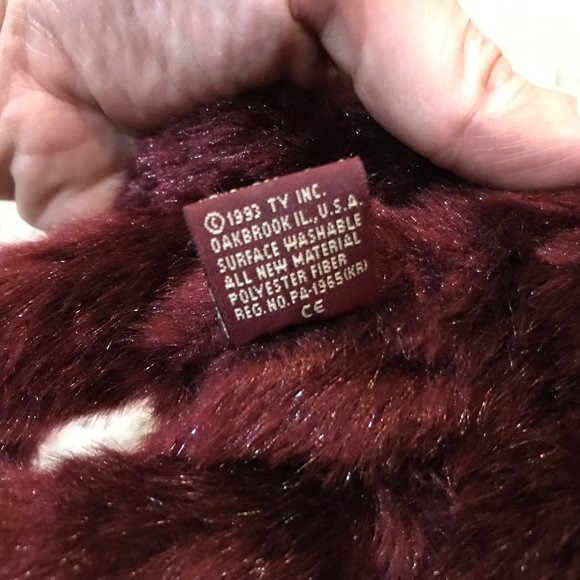 © 1993 TY INC.
OAKBROOK IL., U.S.A.
SURFACE WASHABLE
ALL NEW MATERIAL
POLYESTER FIBER
REG. NO. PA-1965(KR)
CE